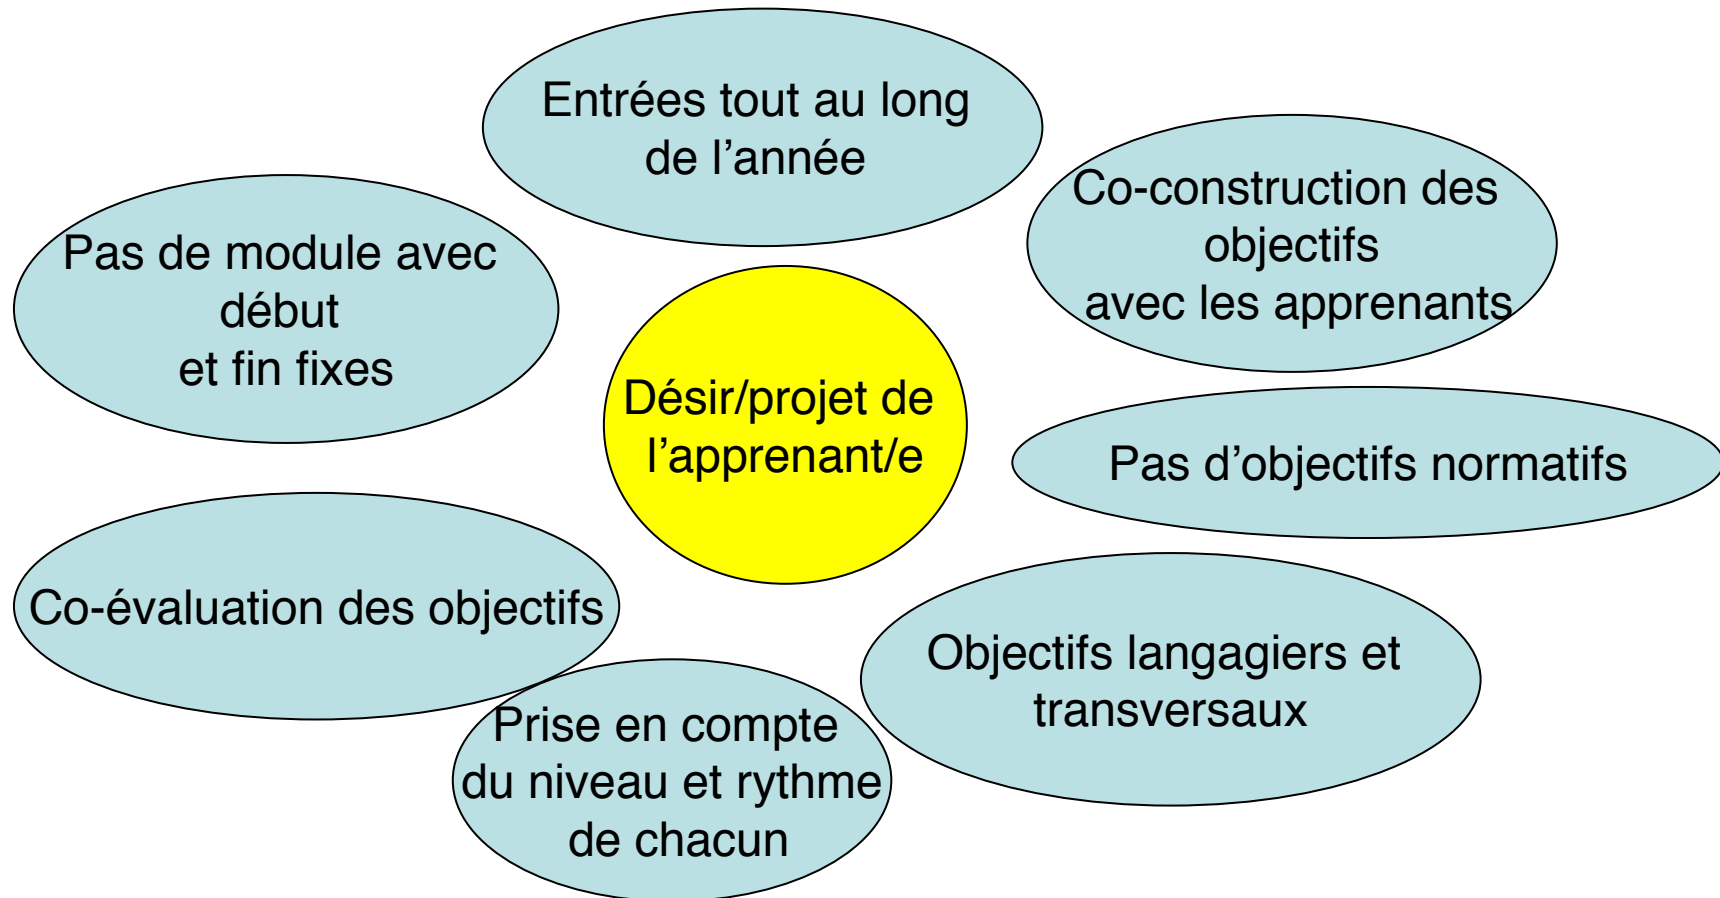 Entrées tout au long
de l’année
Co-construction des
objectifs
avec les apprenants
Pas de module avec
début
et fin fixes
Désir/projet de
l’apprenant/e
Pas d’objectifs normatifs
Co-évaluation des objectifs
Objectifs langagiers et
transversaux
Prise en compte
du niveau et rythme
de chacun